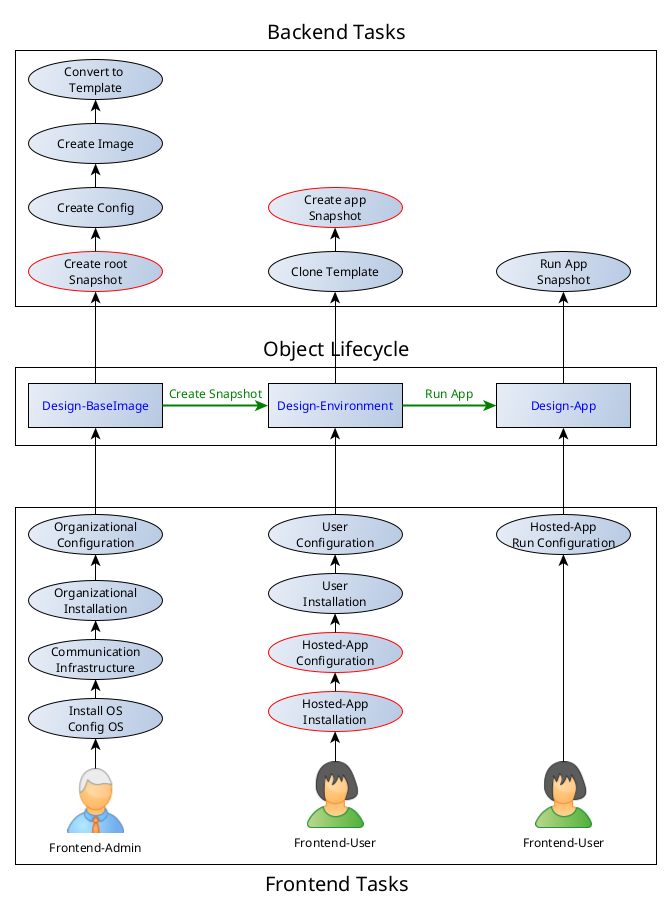 Backend Tasks
Convert to
Template
Create Image
Create Config
Create root
Snapshot
Create app
Snapshot
Clone Template
Run App
Snapshot
Object Lifecycle
Design-BaseImage
Create Snapshot
Design-Environment
Run App
Design-App
Organizational
Configuration
Organizational
Installation
Communication
Infrastructure
Install OS
Config OS
Frontend-Admin
User
Configuration
User
Installation
Hosted-App
Configuration
Hosted-App
Installation
Frontend-User
Hosted-App
Run Configuration
Frontend-User
Frontend Tasks